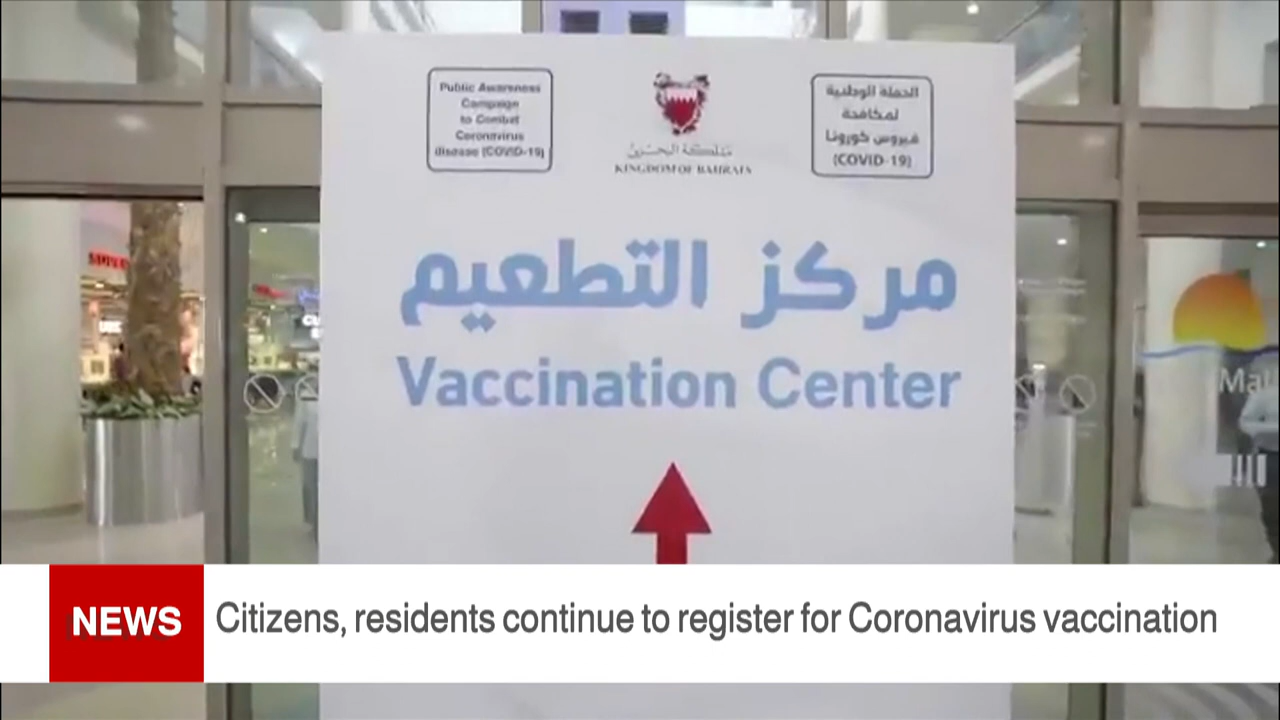 Public Awareness
Campaign
to Combat
Coronavirus
disease (COVID-19)
مملكة البحرين
KINGDOM OF BAHRAIN
الحملة الوطنية
لمكافحة
فيروس كورونا
(COVID-19)
مركز التطعيم
Vaccination Center
NEWS
Citizens, residents continue to register for Coronavirus vaccination